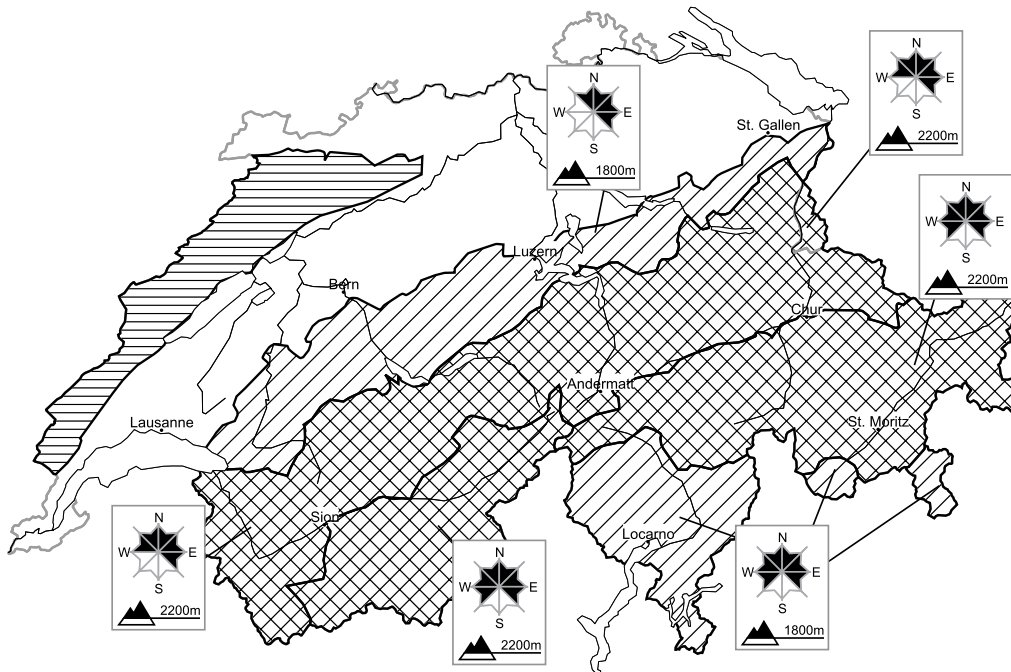 N
W E
S
2200m
N
W E
S
1800m
St. Gallen
N
W E
S
2200m
Luzern
Bern
Chur
Andermatt
Lausanne
St. Moritz
Sion
Locarno
N
W E
S
2200m
N
W E
S
2200m
N
W E
S
1800m